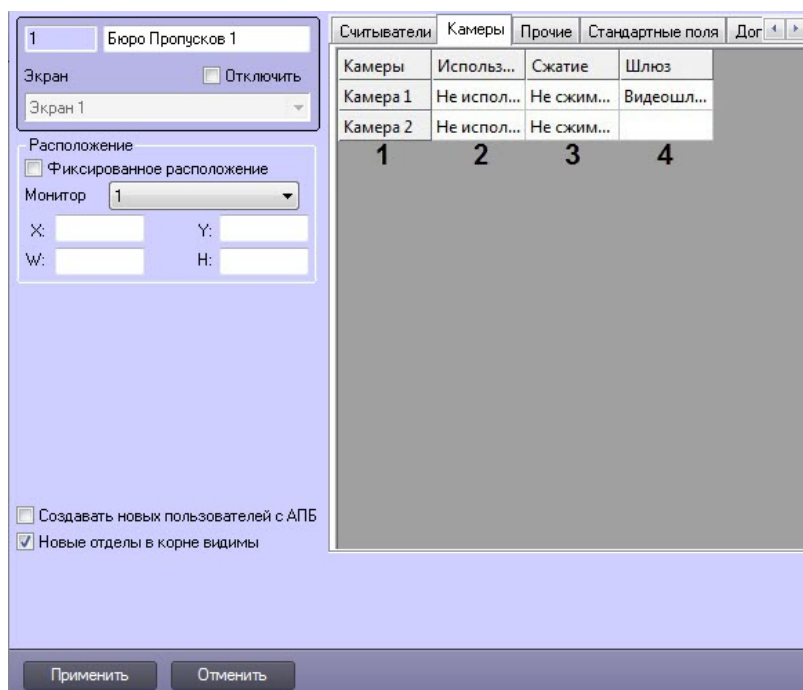 1 Бюро Пропусков 1
Экран Отключить
Экран 1
Расположение
Фиксированное расположение
Монитор 1
X: Y:
W: H:
Создавать новых пользователей с АПБ
Новые отделы в корне видимы
Считыватели Камеры Прочие Стандартные поля Дог
Камеры Использ... Сжатие Шлюз
Камера 1 Не испол... Не сжим... Видеошл...
Камера 2 Не испол... Не сжим...
1 2 3 4
Применить Отменить